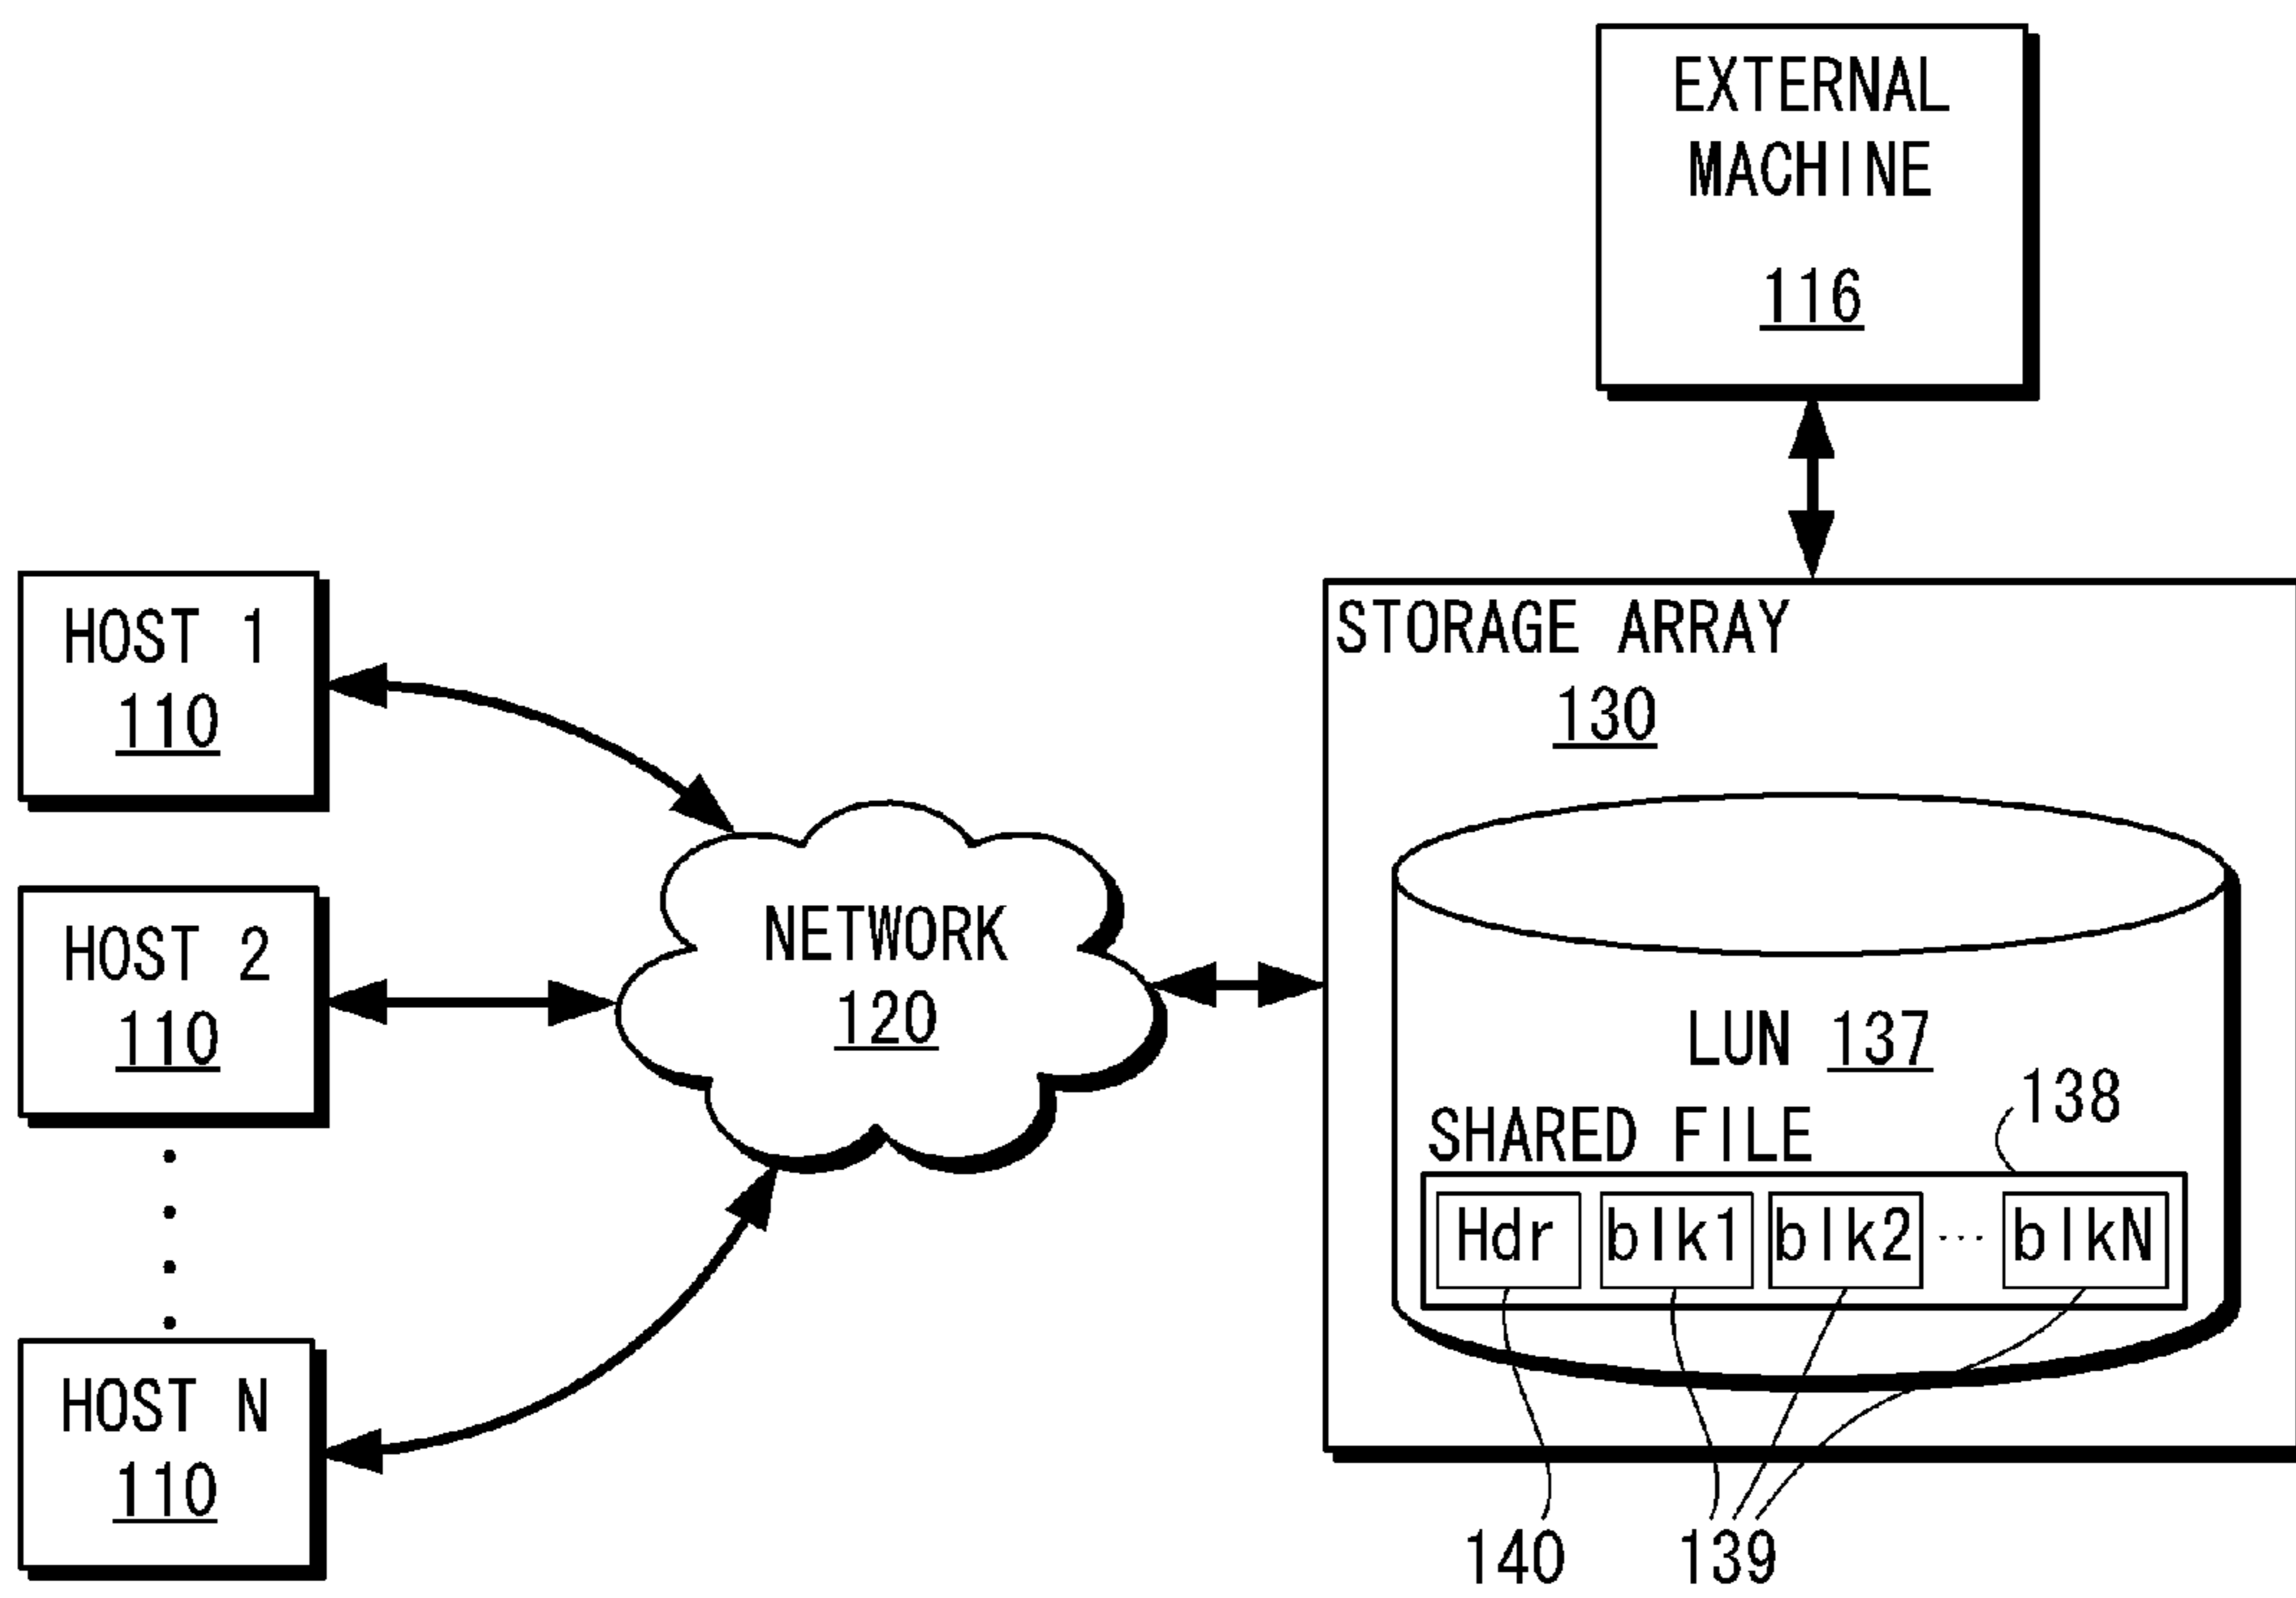 EXTERNAL
MACHINE
116
HOST 1
110
HOST 2
110
HOST N
110
NETWORK
120
STORAGE ARRAY
130
LUN 137
138
SHARED FILE
Hdr blk1 blk2 ... blkN
140 139